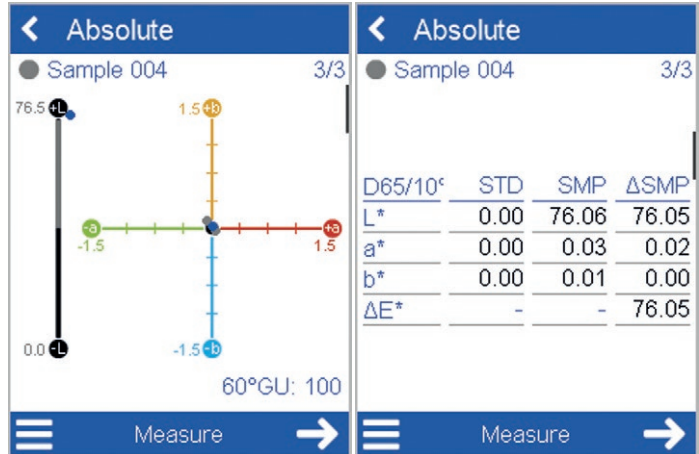 Absolute
Sample 004 3/3
76.5 +L 1.5 +b
-a +a
-1.5 1.5
0.0 -L -1.5 -b
60°GU: 100
Measure
Absolute
Sample 004 3/3
D65/10° STD SMP ΔSMP
L* 0.00 76.06 76.05
a* 0.00 0.03 0.02
b* 0.00 0.01 0.00
ΔE* - - 76.05
Measure